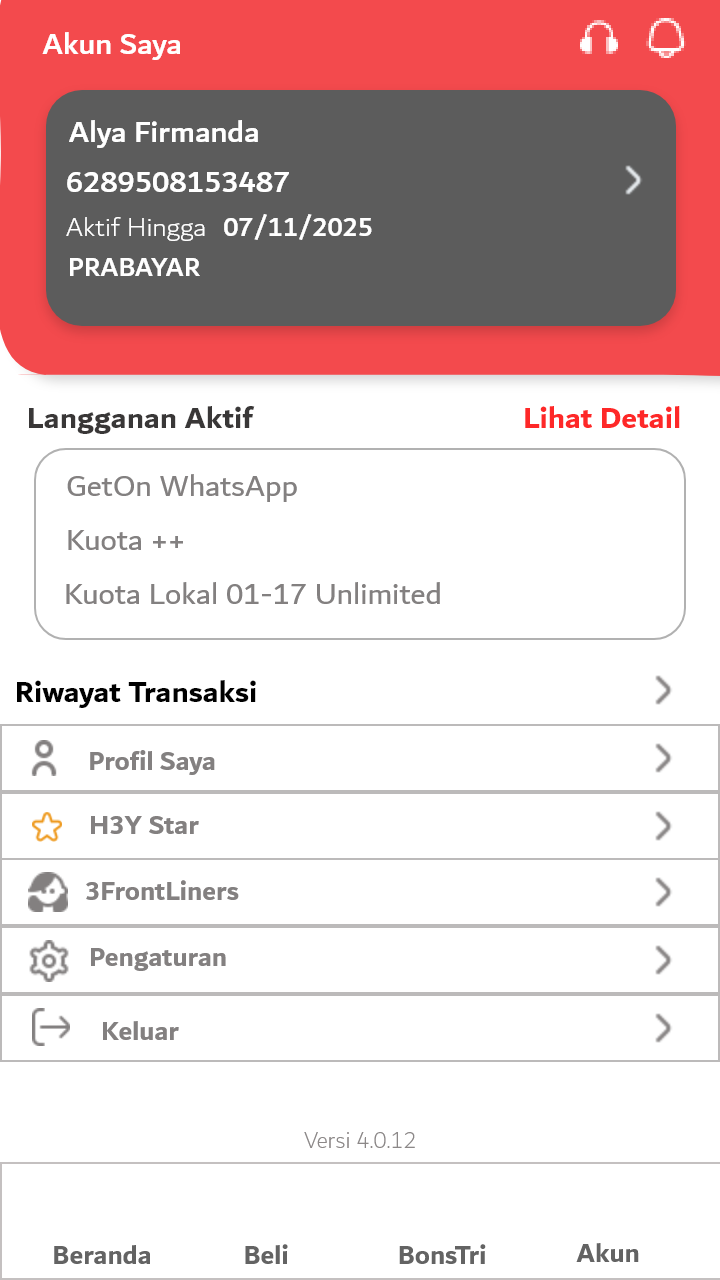 Akun Saya
Alya Firmanda
6289508153487
Aktif Hingga 07/11/2025
PRABAYAR
Langganan Aktif Lihat Detail
GetOn WhatsApp
Kuota ++
Kuota Lokal 01-17 Unlimited
Riwayat Transaksi
Profil Saya
H3Y Star
3FrontLiners
Pengaturan
Keluar
Versi 4.0.12
Beranda Beli BonsTri Akun